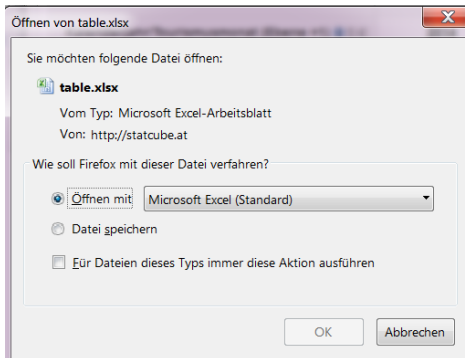 Öffnen von table.xlsx
Sie möchten folgende Datei öffnen:
table.xlsx
Vom Typ: Microsoft Excel-Arbeitsblatt
Von: http://statcube.at
Wie soll Firefox mit dieser Datei verfahren?
Öffnen mit Microsoft Excel (Standard)
Datei speichern
Für Dateien dieses Typs immer diese Aktion ausführen
OK Abbrechen